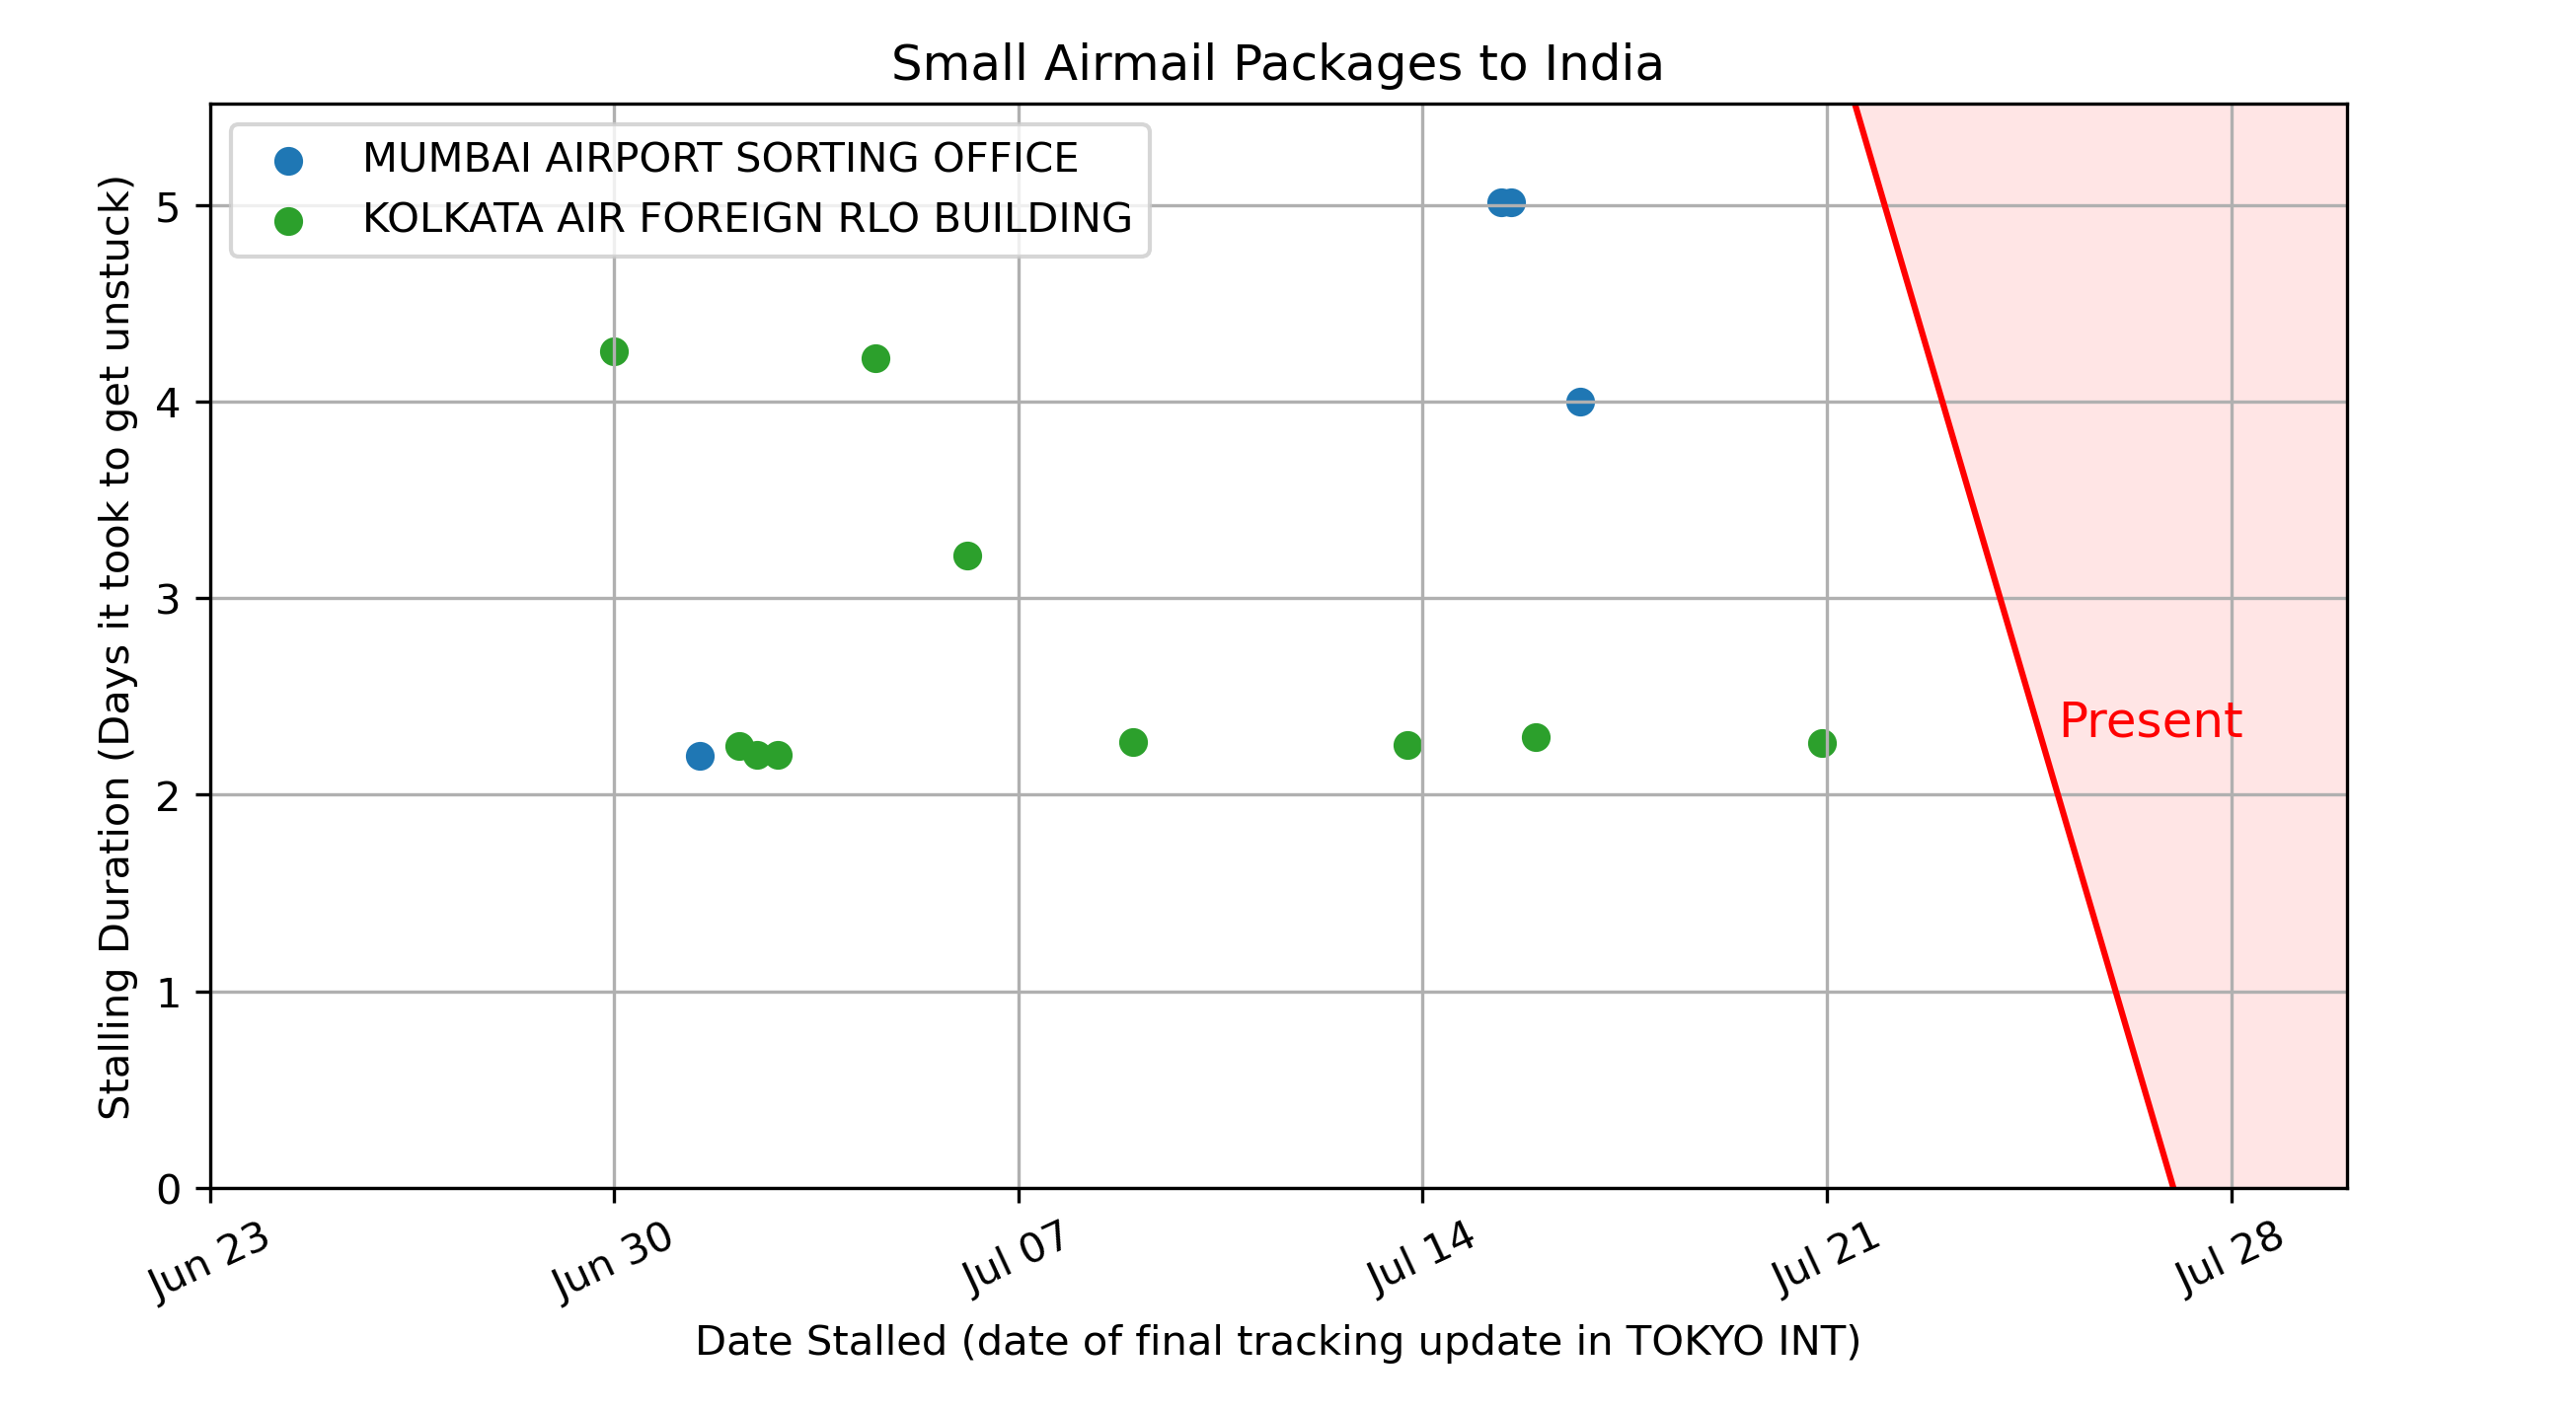 Small Airmail Packages to India
MUMBAI AIRPORT SORTING OFFICE
KOLKATA AIR FOREIGN RLO BUILDING
Stalling Duration (Days it took to get unstuck)
5
4
3
2
1
0
Present
Jun 23
Jun 30
Jul 07
Jul 14
Jul 21
Jul 28
Date Stalled (date of final tracking update in TOKYO INT)